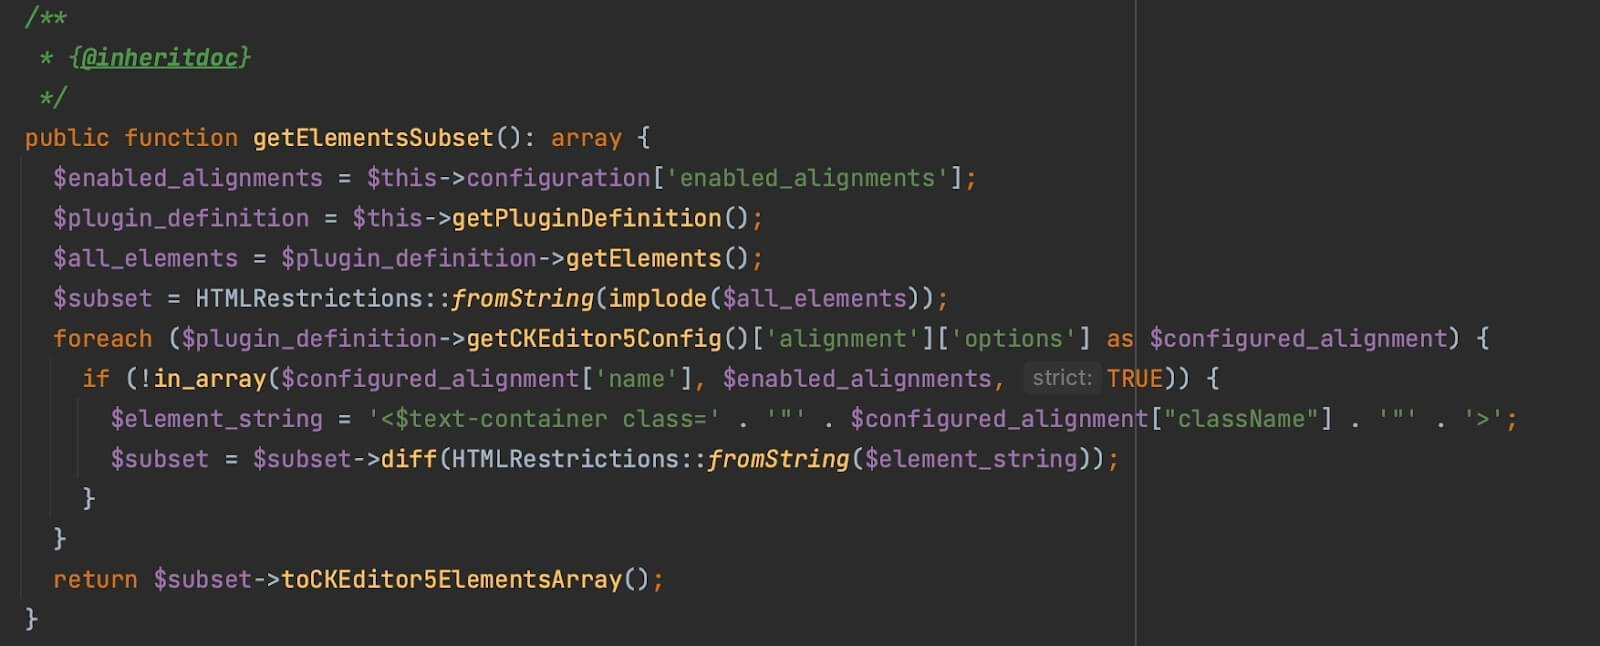 /**
 * {@inheritdoc}
 */
public function getElementsSubset(): array {
  $enabled_alignments = $this->configuration['enabled_alignments'];
  $plugin_definition = $this->getPluginDefinition();
  $all_elements = $plugin_definition->getElements();
  $subset = HTMLRestrictions::fromString(implode($all_elements));
  foreach ($plugin_definition->getCKEditor5Config()['alignment']['options'] as $configured_alignment) {
    if (!in_array($configured_alignment['name'], $enabled_alignments, strict: TRUE)) {
      $element_string = '<$text-container class=' . '"' . $configured_alignment["className"] . '"' . '>';
      $subset = $subset->diff(HTMLRestrictions::fromString($element_string));
    }
  }
  return $subset->toCKEditor5ElementsArray();
}